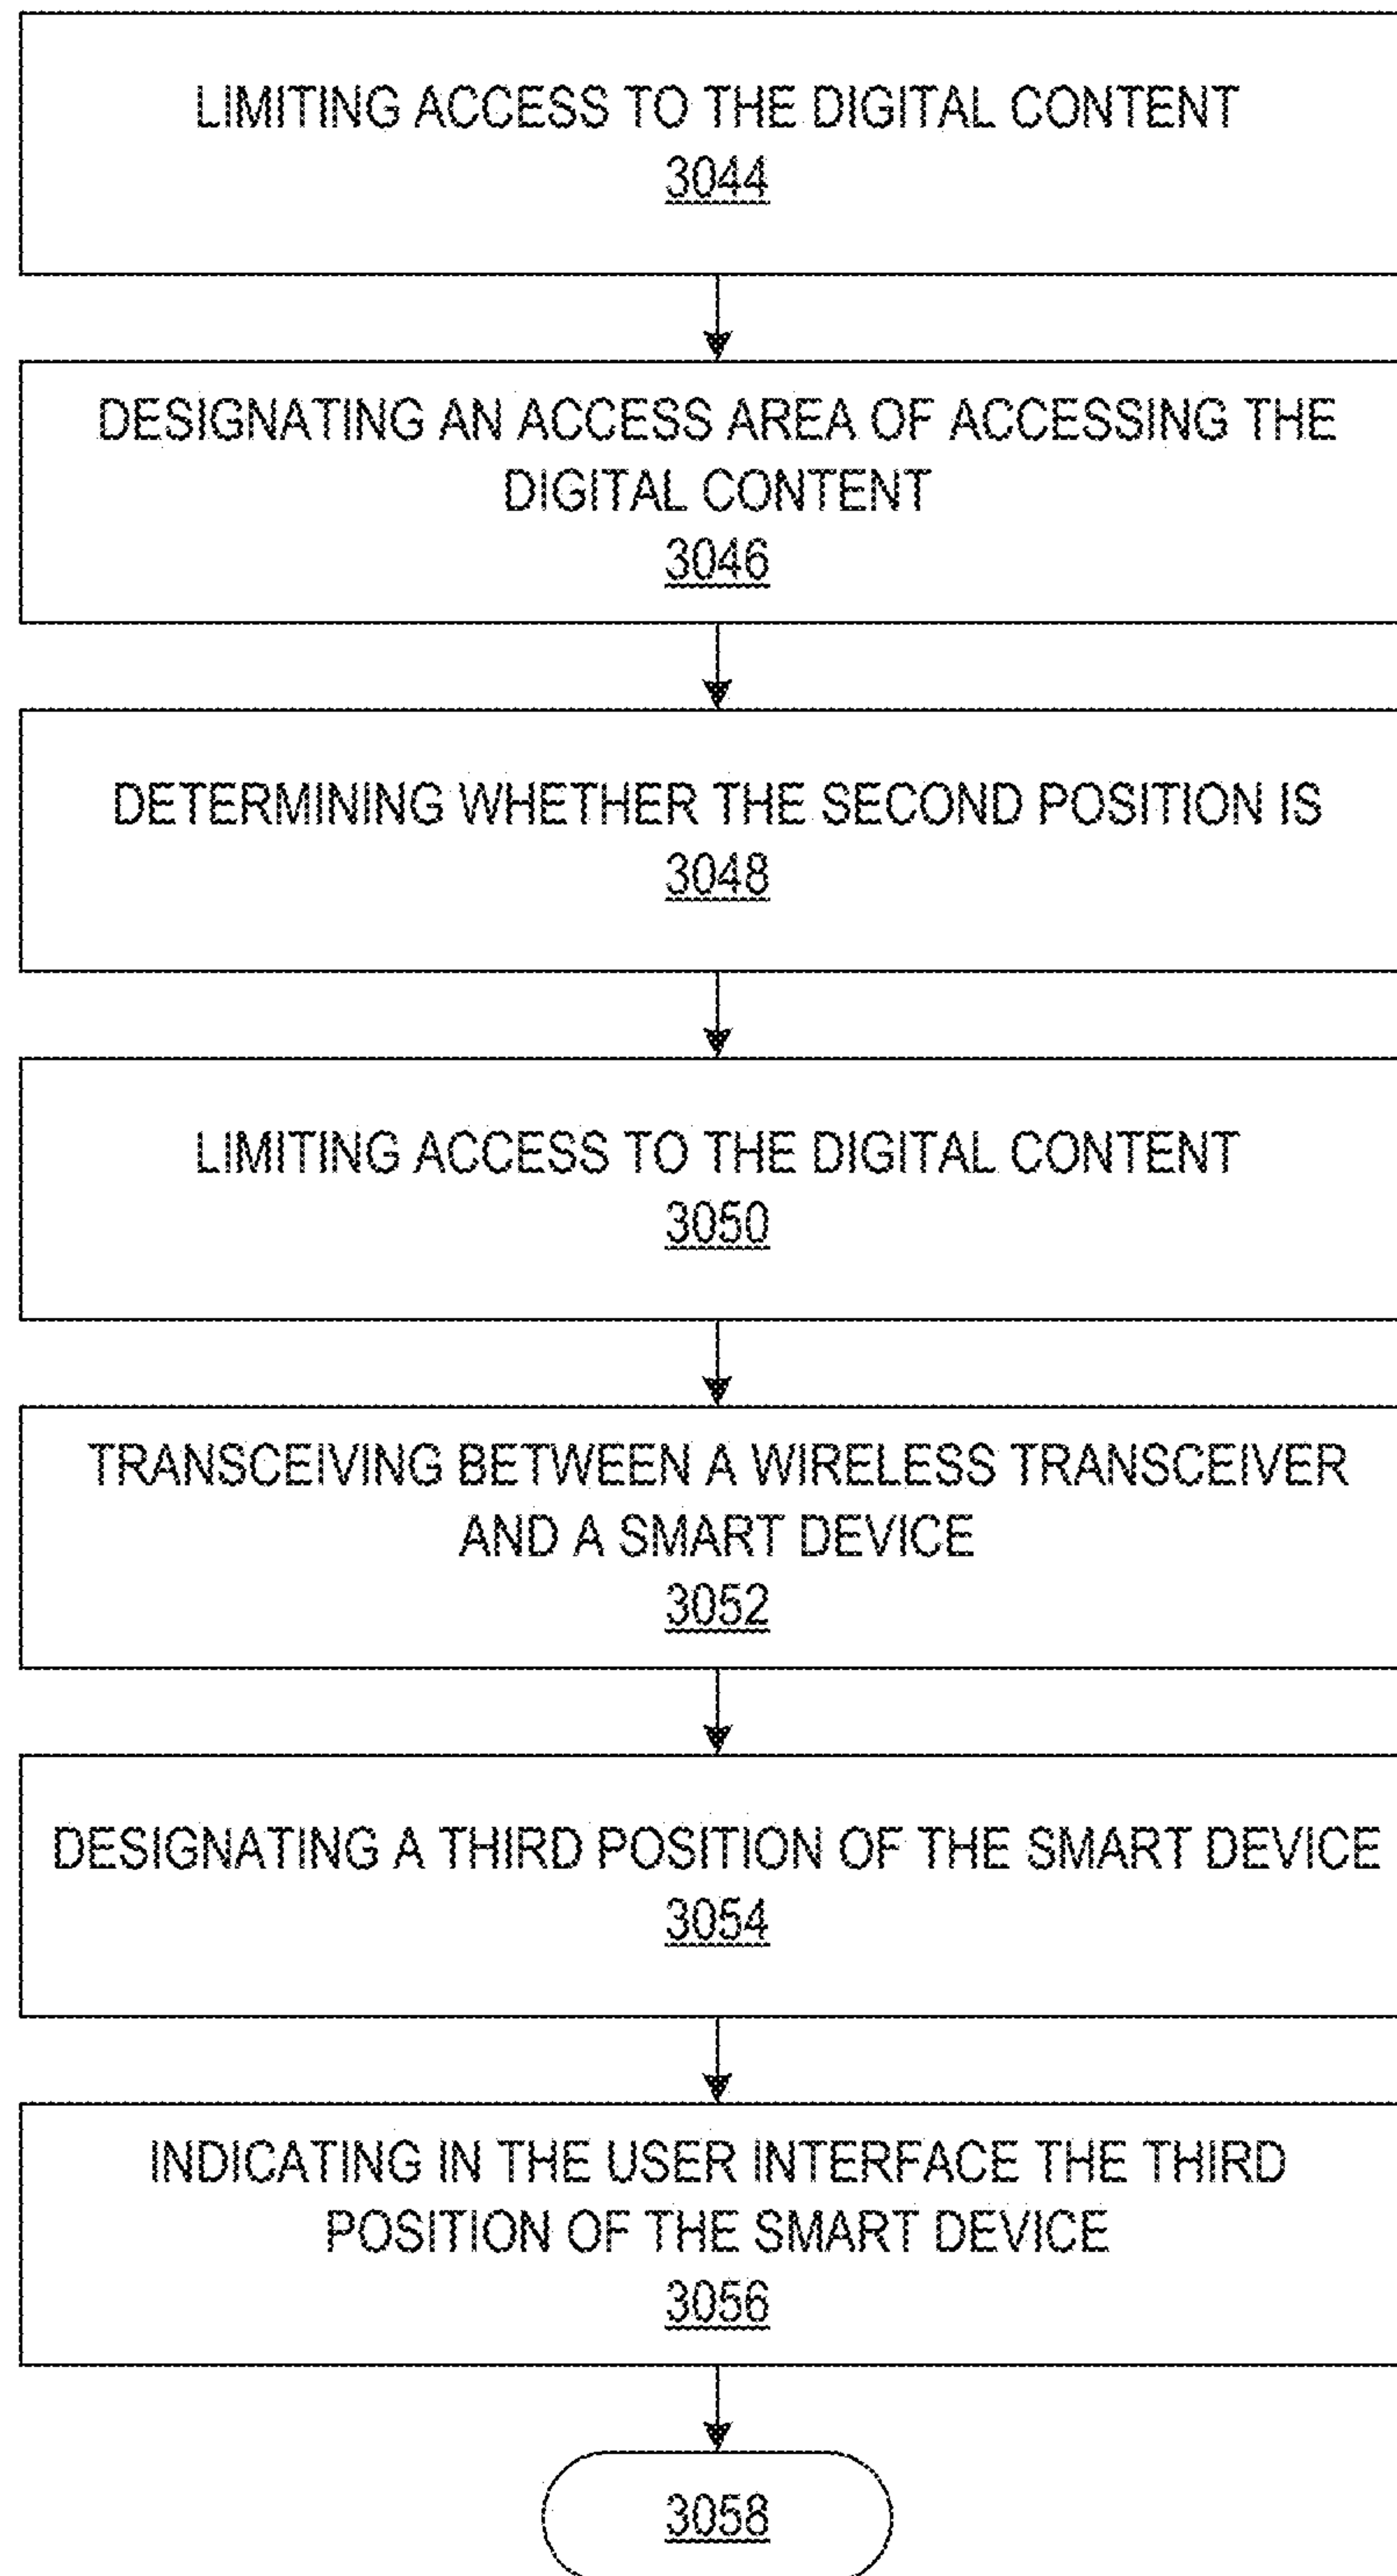 LIMITING ACCESS TO THE DIGITAL CONTENT
3044
DESIGNATING AN ACCESS AREA OF ACCESSING THE
DIGITAL CONTENT
3046
DETERMINING WHETHER THE SECOND POSITION IS
3048
LIMITING ACCESS TO THE DIGITAL CONTENT
3050
TRANSCEIVING BETWEEN A WIRELESS TRANSCEIVER
AND A SMART DEVICE
3052
DESIGNATING A THIRD POSITION OF THE SMART DEVICE
3054
INDICATING IN THE USER INTERFACE THE THIRD
POSITION OF THE SMART DEVICE
3056
3058